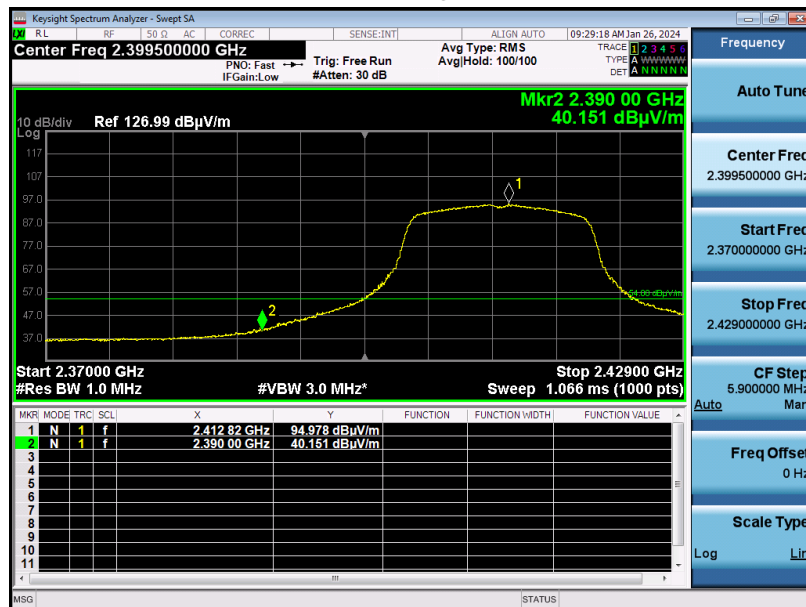 Keysight Spectrum Analyzer - Swept SA
LXI RL RF 50 Ω AC CORREC SENSE:INT ALIGN AUTO 09:29:18 AM Jan 26, 2024
Center Freq 2.399500000 GHz
PNO: Fast
IFGain:Low
Trig: Free Run
#Atten: 30 dB
Avg Type: RMS
Avg|Hold: 100/100
TRACE 1 2 3 4 5 6
TYPE A WWWWW
DET A N N N N N
Mkr2 2.390 00 GHz
40.151 dBµV/m
10 dB/div Ref 126.99 dBµV/m
Log
117
107
97.0
87.0
77.0
67.0
57.0
47.0
37.0
1
2
54.00 dBµV/m
Start 2.37000 GHz Stop 2.42900 GHz
#Res BW 1.0 MHz #VBW 3.0 MHz* Sweep 1.066 ms (1000 pts)
MKR MODE TRC SCL X Y FUNCTION FUNCTION WIDTH FUNCTION VALUE
1 N 1 f 2.412 82 GHz 94.978 dBµV/m
2 N 1 f 2.390 00 GHz 40.151 dBµV/m
3
4
5
6
7
8
9
10
11
MSG STATUS
Frequency
Auto Tune
Center Freq
2.399500000 GHz
Start Freq
2.370000000 GHz
Stop Freq
2.429000000 GHz
CF Step
5.900000 MHz
Auto Man
Freq Offset
0 Hz
Scale Type
Log Lin